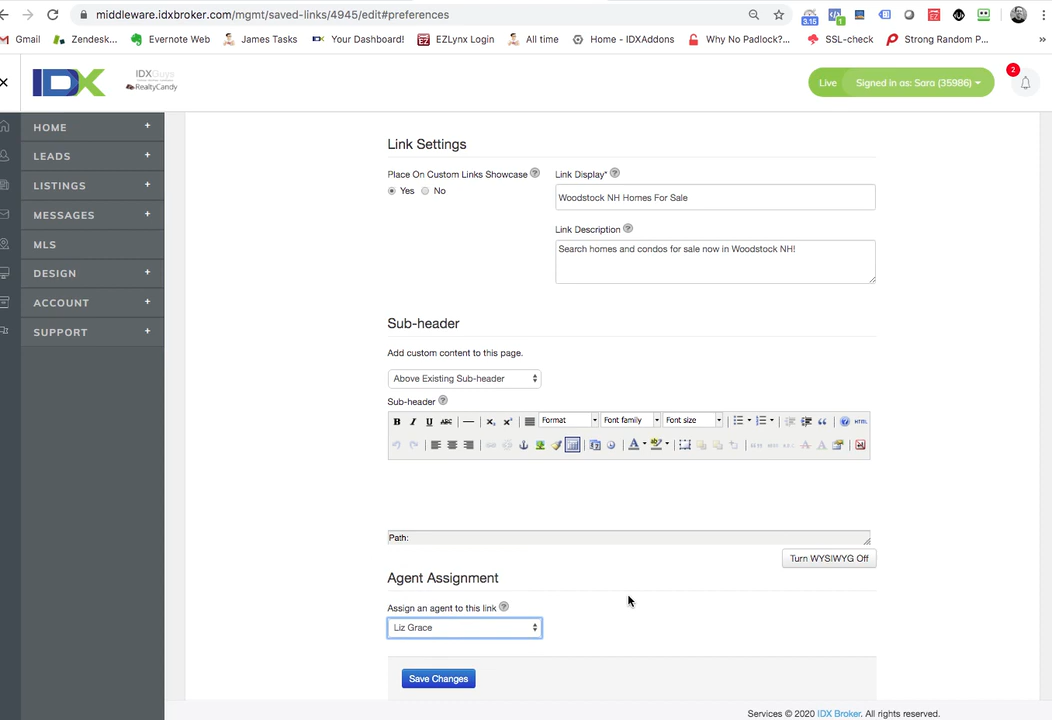 middleware.idxbroker.com/mgmt/saved-links/4945/edit#preferences
Gmail Zendesk... Evernote Web James Tasks Your Dashboard! EZLynx Login All time Home - IDXAddons Why No Padlock?... SSL-check Strong Random P... »
3.15 1 EZ
IDX IDXGuys
RealtyCandy
Live Signed in as: Sara (35986)
2
HOME +
LEADS +
LISTINGS +
MESSAGES +
MLS
DESIGN +
ACCOUNT +
SUPPORT +
Link Settings
Place On Custom Links Showcase ?
Yes No
Link Display* ?
Woodstock NH Homes For Sale
Link Description ?
Search homes and condos for sale now in Woodstock NH!
Sub-header
Add custom content to this page.
Above Existing Sub-header
Sub-header ?
B I U ABC Format Font family Font size HTML
Path:
Turn WYSIWYG Off
Agent Assignment
Assign an agent to this link ?
Liz Grace
Save Changes
Services © 2020 IDX Broker. All rights reserved.